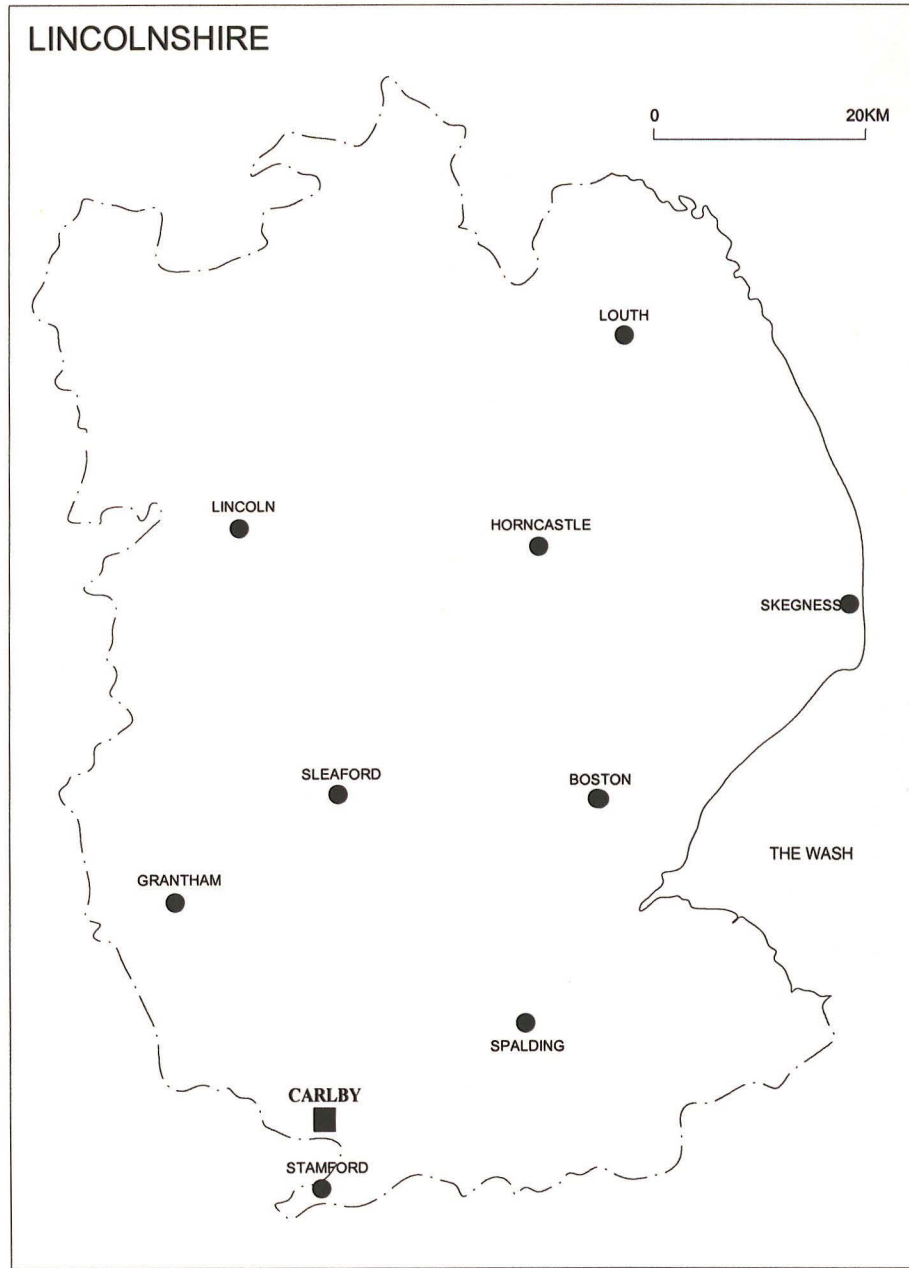 LINCOLNSHIRE
0 20KM
LOUTH
LINCOLN
HORNCASTLE
SKEGNESS
SLEAFORD
BOSTON
THE WASH
GRANTHAM
SPALDING
CARLBY
STAMFORD